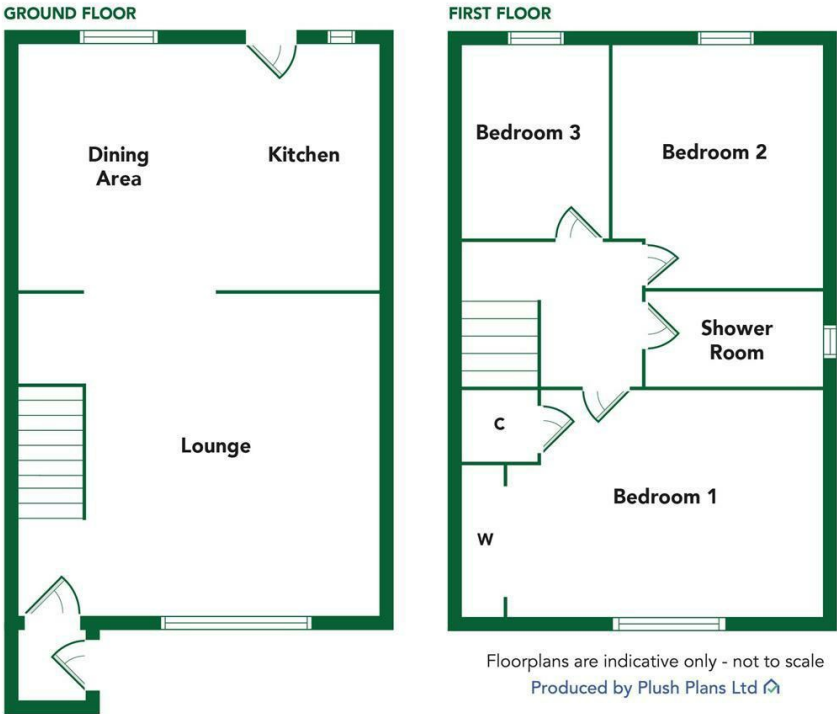 GROUND FLOOR
Dining
Area
Kitchen
Lounge
FIRST FLOOR
Bedroom 3
Bedroom 2
Shower
Room
C
Bedroom 1
W
Floorplans are indicative only - not to scale
Produced by Plush Plans Ltd